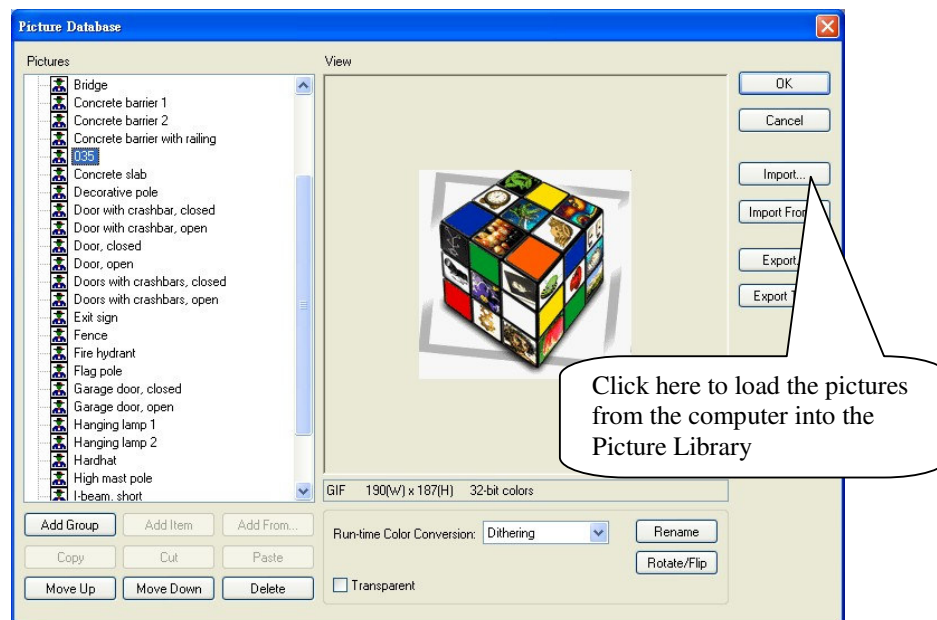 Picture Database
Pictures
View
Bridge
Concrete barrier 1
Concrete barrier 2
Concrete barrier with railing
035
Concrete slab
Decorative pole
Door with crashbar, closed
Door with crashbar, open
Door, closed
Door, open
Doors with crashbars, closed
Doors with crashbars, open
Exit sign
Fence
Fire hydrant
Flag pole
Garage door, closed
Garage door, open
Hanging lamp 1
Hanging lamp 2
Hardhat
High mast pole
I-beam, short
OK
Cancel
Import...
Import From
Export
Export
Click here to load the pictures
from the computer into the
Picture Library
GIF 190(W) x 187(H) 32-bit colors
Add Group Add Item Add From...
Copy Cut Paste
Move Up Move Down Delete
Run-time Color Conversion: Dithering
Rename
Rotate/Flip
Transparent